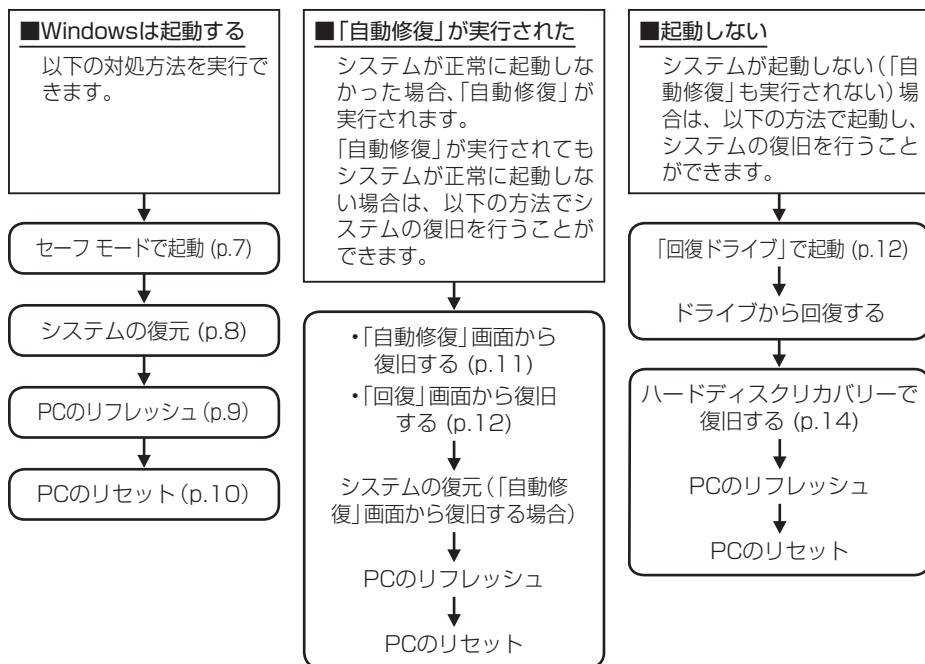 ■Windowsは起動する
以下の対処方法を実行で
きます。
セーフ モードで起動 (p.7)
システムの復元 (p.8)
PCのリフレッシュ(p.9)
PCのリセット(p.10)
■「自動修復」が実行された
システムが正常に起動しな
かった場合、「自動修復」が
実行されます。
「自動修復」が実行されても
システムが正常に起動しな
い場合は、以下の方法でシ
ステムの復旧を行うことが
できます。
・「自動修復」画面から
復旧する (p.11)
・「回復」画面から復旧
する (p.12)
システムの復元(「自動修
復」画面から復旧する場合)
PCのリフレッシュ
PCのリセット
■起動しない
システムが起動しない(「自
動修復」も実行されない)場
合は、以下の方法で起動し、
システムの復旧を行うこと
ができます。
「回復ドライブ」で起動 (p.12)
ドライブから回復する
ハードディスクリカバリーで
復旧する (p.14)
PCのリフレッシュ
PCのリセット